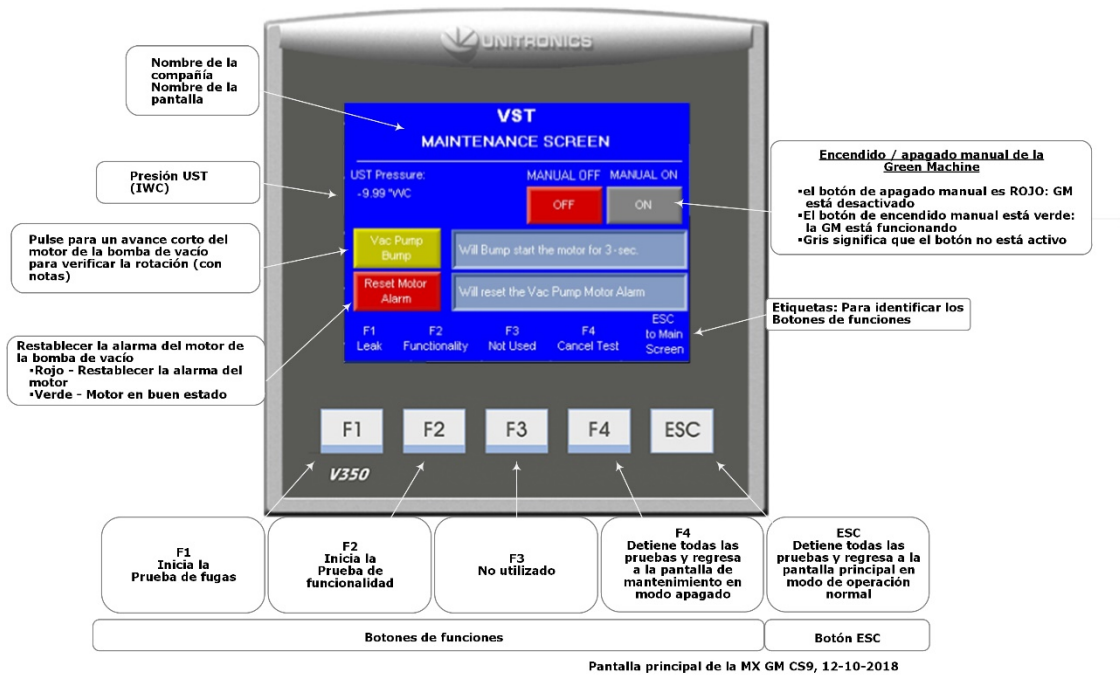 UNITRONICS
Nombre de la
compañía
Nombre de la
pantalla
VST
MAINTENANCE SCREEN
Presión UST
(IWC)
UST Pressure:
-9.99 "WC
MANUAL OFF
MANUAL ON
OFF
ON
Encendido / apagado manual de la
Green Machine
▪el botón de apagado manual es ROJO: GM
está desactivado
▪El botón de encendido manual está verde:
la GM está funcionando
▪Gris significa que el botón no está activo
Pulse para un avance corto del
motor de la bomba de vacío
para verificar la rotación (con
notas)
Vac Pump
Bump
Will Bump start the motor for 3-sec.
Reset Motor
Alarm
Will reset the Vac Pump Motor Alarm
Etiquetas: Para identificar los
Botones de funciones
Restablecer la alarma del motor de
la bomba de vacío
▪Rojo - Restablecer la alarma del
motor
▪Verde - Motor en buen estado
F1
Leak
F2
Functionality
F3
Not Used
F4
Cancel Test
ESC
to Main
Screen
F1
F2
F3
F4
ESC
V350
F1
Inicia la
Prueba de fugas
F2
Inicia la
Prueba de
funcionalidad
F3
No utilizado
F4
Detiene todas las
pruebas y regresa
a la pantalla de
mantenimiento en
modo apagado
ESC
Detiene todas las
pruebas y regresa a la
pantalla principal en
modo de operación
normal
Botones de funciones
Botón ESC
Pantalla principal de la MX GM CS9, 12-10-2018